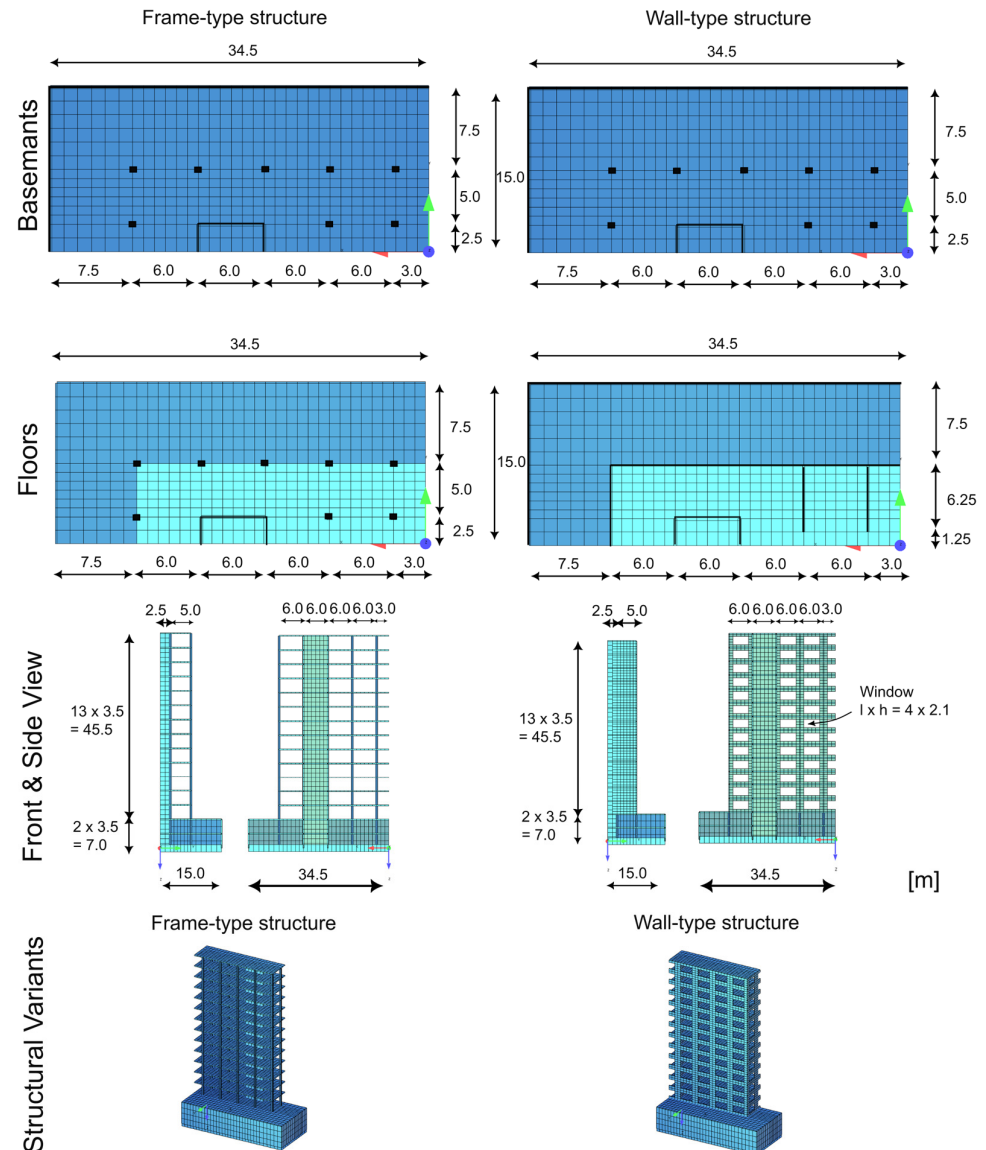 Frame-type structure
Wall-type structure
Basemants
34.5
34.5
7.5
5.0
2.5
15.0
7.5
5.0
2.5
7.5 6.0 6.0 6.0 6.0 3.0
7.5 6.0 6.0 6.0 6.0 3.0
Floors
34.5
34.5
7.5
5.0
2.5
15.0
7.5
6.25
1.25
7.5 6.0 6.0 6.0 6.0 3.0
7.5 6.0 6.0 6.0 6.0 3.0
Front & Side View
2.5 5.0
6.0 6.0 6.0 6.0 3.0
2.5 5.0
6.0 6.0 6.0 6.0 3.0
13 x 3.5
= 45.5
2 x 3.5
= 7.0
15.0
34.5
13 x 3.5
= 45.5
2 x 3.5
= 7.0
15.0
34.5
Window
l x h = 4 x 2.1
[m]
Structural Variants
Frame-type structure
Wall-type structure